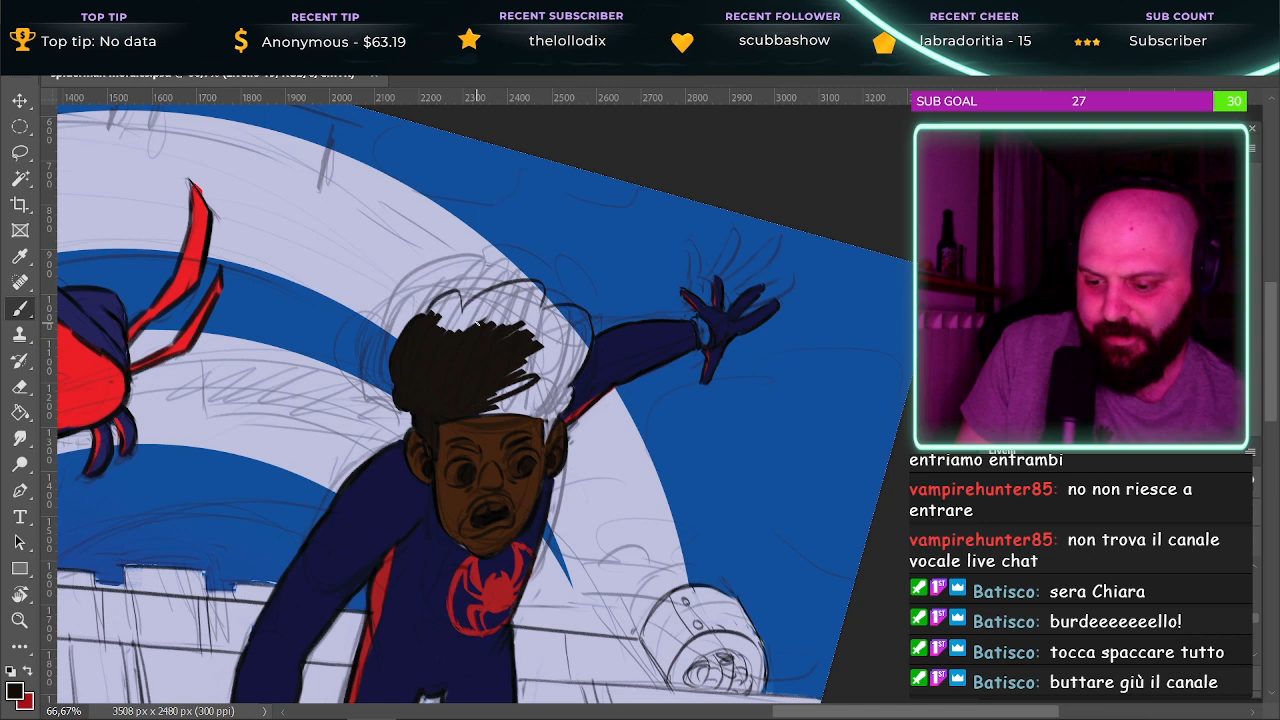 TOP TIP
Top tip: No data
RECENT TIP
Anonymous - $63.19
RECENT SUBSCRIBER
thelollodix
RECENT FOLLOWER
scubbashow
RECENT CHEER
labradoritia - 15
SUB COUNT
Subscriber
1400 1500 1600 1700 1800 1900 2000 2100 2200 2300 2400 2500 2600 2700 2800 2900 3000 3100 3200
SUB GOAL 27 30
entriamo entrambi
vampirehunter85: no non riesce a
entrare
vampirehunter85: non trova il canale
vocale live chat
Batisco: sera Chiara
Batisco: burdeeeeeeello!
Batisco: tocca spaccare tutto
Batisco: buttare giù il canale
66,67% 3508 px x 2480 px (300 ppi)